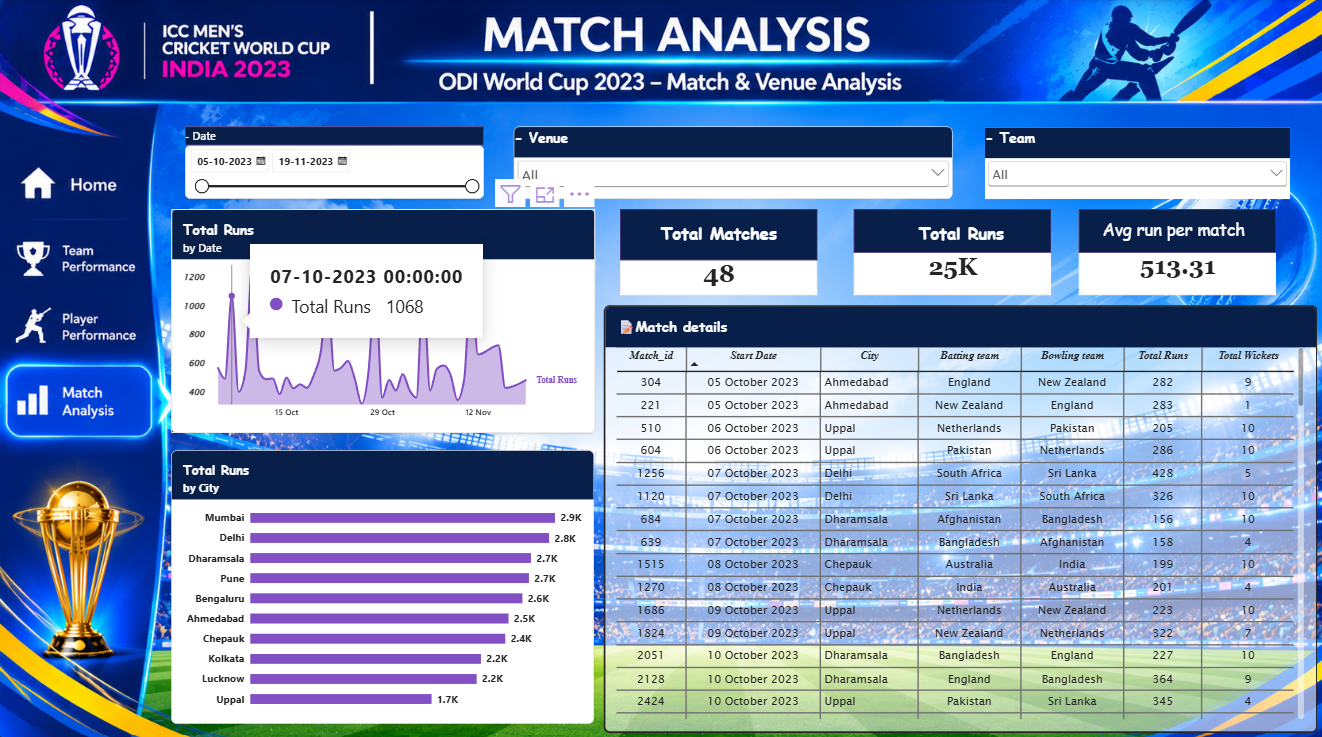 ICC MEN'S
CRICKET WORLD CUP
INDIA 2023
MATCH ANALYSIS
ODI World Cup 2023 – Match & Venue Analysis
Home
Team
Performance
Player
Performance
Match
Analysis
- Date
05-10-2023 19-11-2023
- Venue
All
- Team
All
Total Runs
by Date
07-10-2023 00:00:00
Total Runs 1068
1200
1000
800
600
400
15 Oct 29 Oct 12 Nov
Total Runs
Total Matches
48
Total Runs
25K
Avg run per match
513.31
Total Runs
by City
Mumbai 2.9K
Delhi 2.8K
Dharamsala 2.7K
Pune 2.7K
Bengaluru 2.6K
Ahmedabad 2.5K
Chepauk 2.4K
Kolkata 2.2K
Lucknow 2.2K
Uppal 1.7K
Match details
Match_id Start Date City Batting team Bowling team Total Runs Total Wickets
304 05 October 2023 Ahmedabad England New Zealand 282 9
221 05 October 2023 Ahmedabad New Zealand England 283 1
510 06 October 2023 Uppal Netherlands Pakistan 205 10
604 06 October 2023 Uppal Pakistan Netherlands 286 10
1256 07 October 2023 Delhi South Africa Sri Lanka 428 5
1120 07 October 2023 Delhi Sri Lanka South Africa 326 10
684 07 October 2023 Dharamsala Afghanistan Bangladesh 156 10
639 07 October 2023 Dharamsala Bangladesh Afghanistan 158 4
1515 08 October 2023 Chepauk Australia India 199 10
1270 08 October 2023 Chepauk India Australia 201 4
1686 09 October 2023 Uppal Netherlands New Zealand 223 10
1824 09 October 2023 Uppal New Zealand Netherlands 322 7
2051 10 October 2023 Dharamsala Bangladesh England 227 10
2128 10 October 2023 Dharamsala England Bangladesh 364 9
2424 10 October 2023 Uppal Pakistan Sri Lanka 345 4